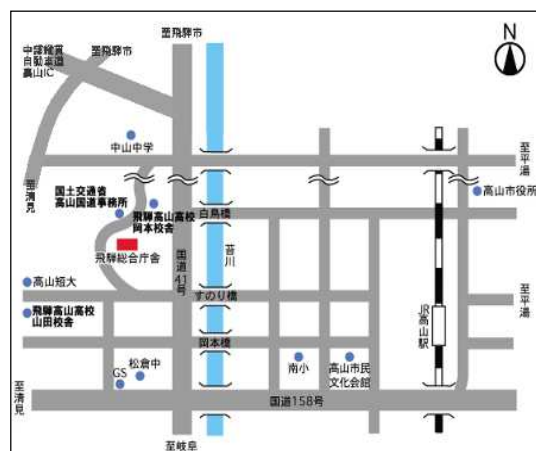 至飛騨市
N
中部縦貫
自動車道
高山IC
至飛騨市
中山中学
至平湯
至清見
国土交通省
高山国道事務所
飛騨高山高校
岡本校舎
高山市役所
白鳥橋
飛騨総合庁舎
国道41号
苔川
高山短大
すのり橋
至平湯
飛騨高山高校
山田校舎
JR高山駅
岡本橋
松倉中
GS
南小
高山市民
文化会館
至清見
国道158号
至岐阜